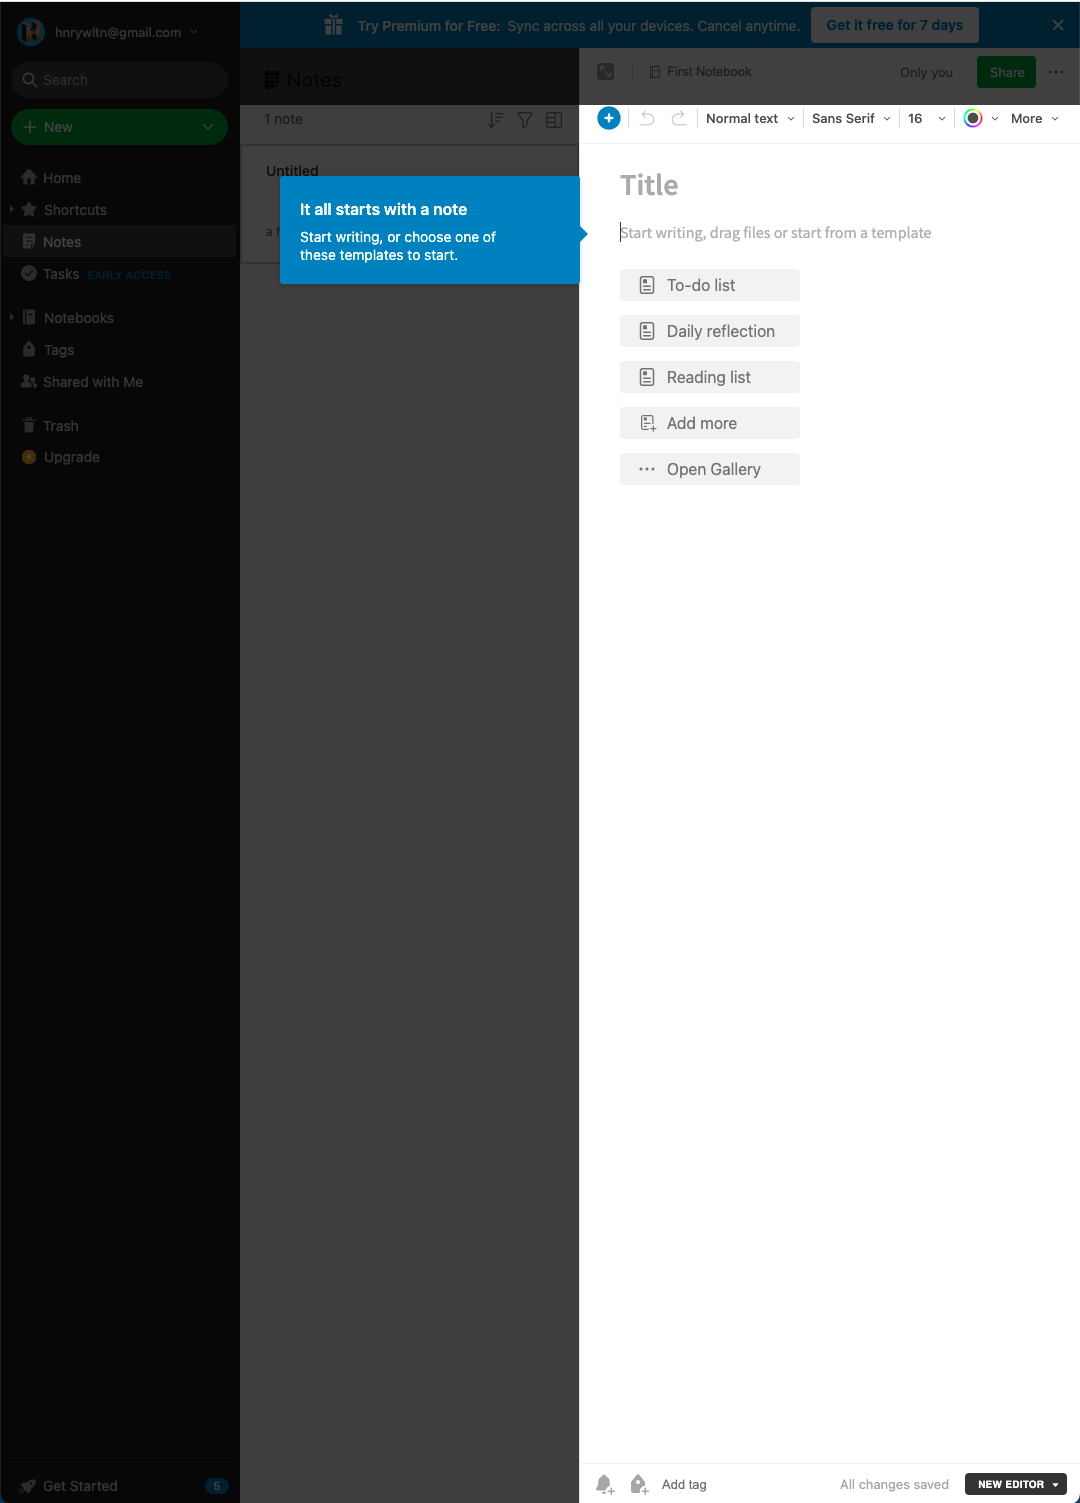 hnrywltn@gmail.com
Search
New
Home
Shortcuts
Notes
Tasks EARLY ACCESS
Notebooks
Tags
Shared with Me
Trash
Upgrade
Get Started 5
Try Premium for Free: Sync across all your devices. Cancel anytime. Get it free for 7 days
Notes
1 note
Untitled
It all starts with a note
Start writing, or choose one of
these templates to start.
First Notebook Only you Share
Normal text Sans Serif 16 More
Title
Start writing, drag files or start from a template
To-do list
Daily reflection
Reading list
Add more
Open Gallery
Add tag All changes saved NEW EDITOR